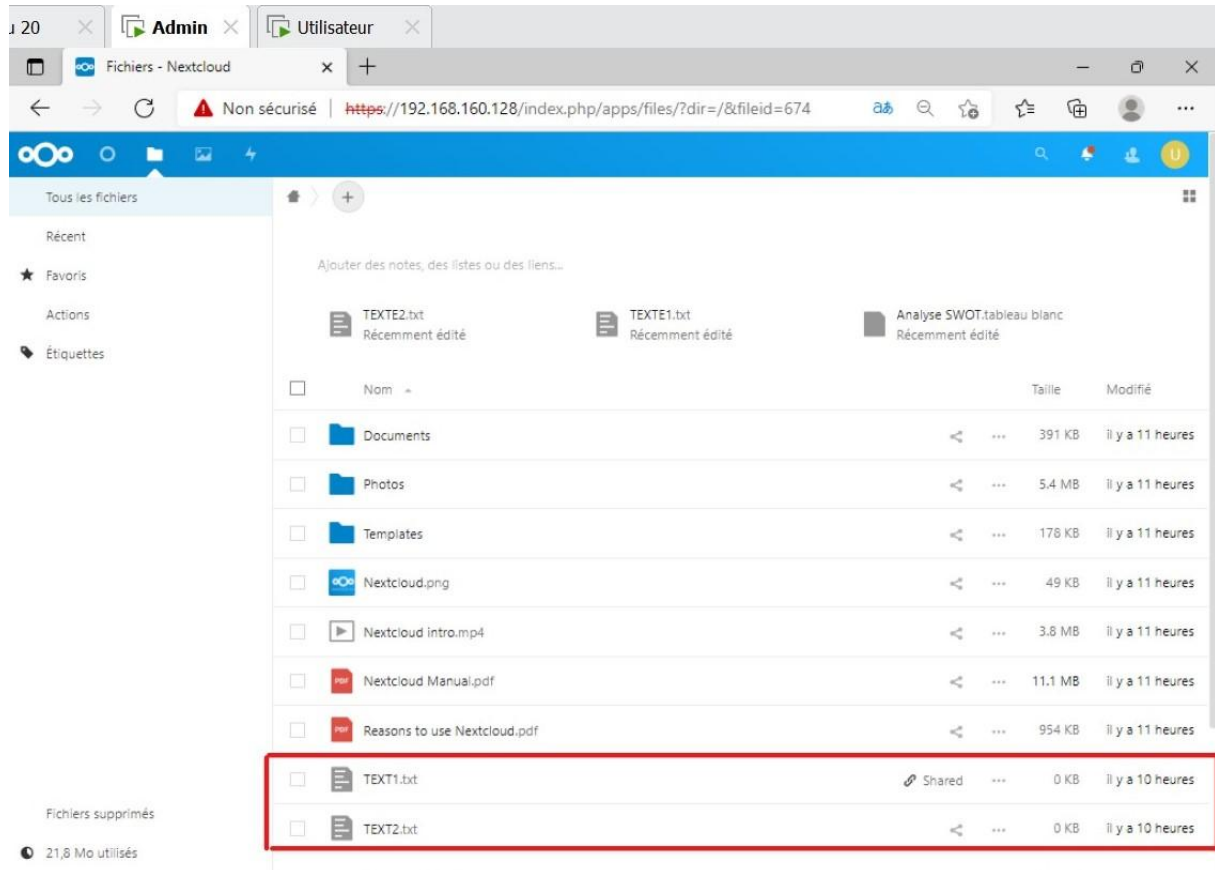 u 20
Admin
Utilisateur
Fichiers - Nextcloud
Non sécurisé | https://192.168.160.128/index.php/apps/files/?dir=/&fileid=674
aあ
U
Tous les fichiers
Récent
Favoris
Actions
Étiquettes
Ajouter des notes, des listes ou des liens...
TEXTE2.txt
Récemment édité
TEXTE1.txt
Récemment édité
Analyse SWOT.tableau blanc
Récemment édité
Nom Taille Modifié
Documents 391 KB il y a 11 heures
Photos 5.4 MB il y a 11 heures
Templates 178 KB il y a 11 heures
Nextcloud.png 49 KB il y a 11 heures
Nextcloud intro.mp4 3.8 MB il y a 11 heures
PDF Nextcloud Manual.pdf 11.1 MB il y a 11 heures
PDF Reasons to use Nextcloud.pdf 954 KB il y a 11 heures
TEXT1.txt Shared 0 KB il y a 10 heures
TEXT2.txt 0 KB il y a 10 heures
Fichiers supprimés
21,8 Mo utilisés